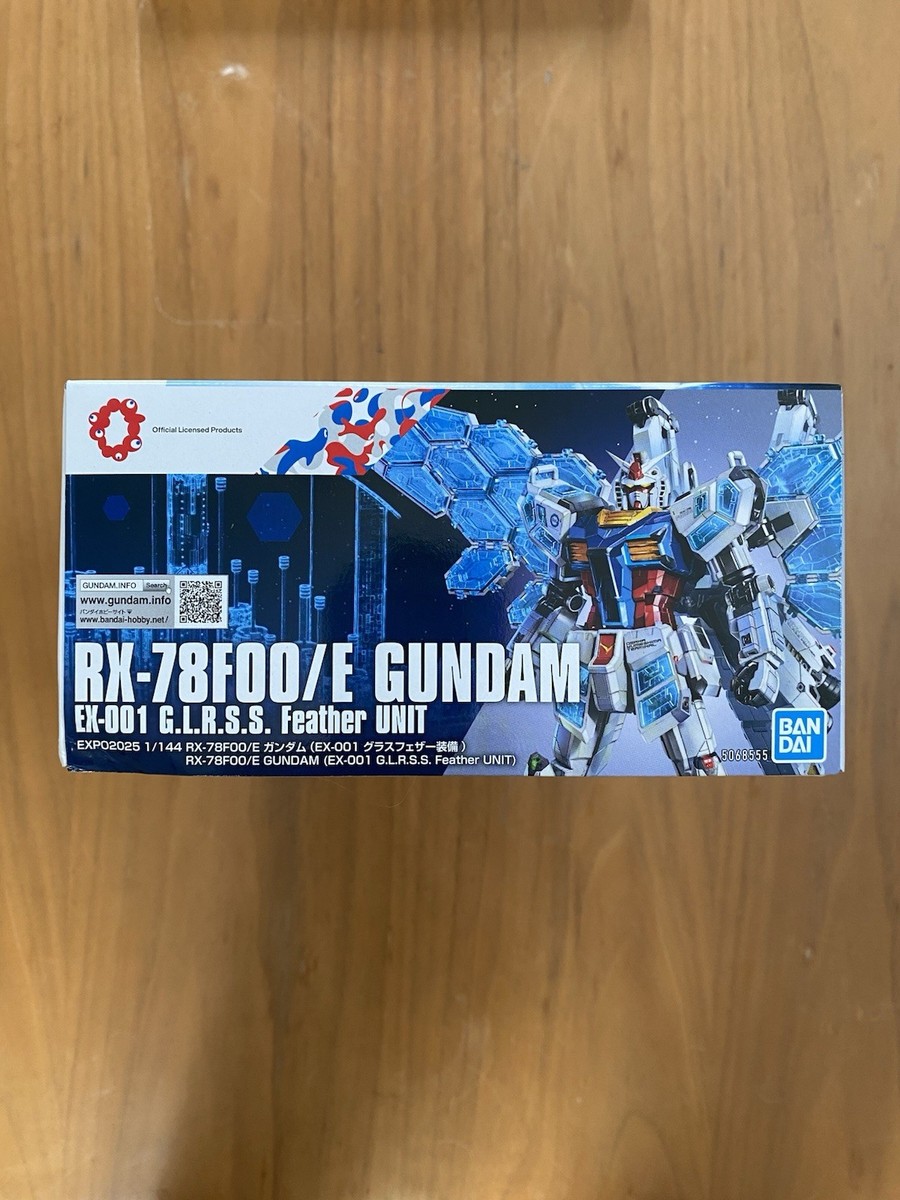 Official Licensed Products
GUNDAM.INFO Search
www.gundam.info
バンダイホビーサイト
www.bandai-hobby.net/
RX-78F00/E GUNDAM
EX-001 G.L.R.S.S. Feather UNIT
EXPO2025 1/144 RX-78F00/E ガンダム (EX-001 グラスフェザー装備 )
RX-78F00/E GUNDAM (EX-001 G.L.R.S.S. Feather UNIT)
5068555
BAN
DAI